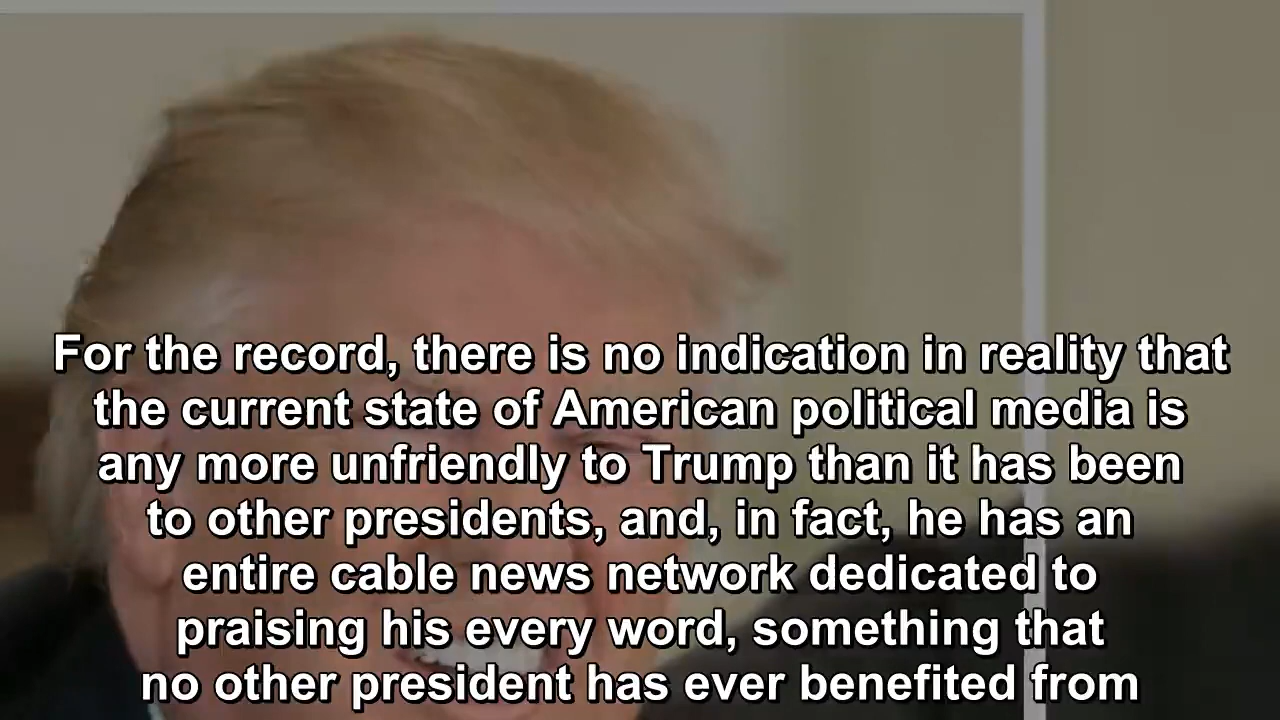 For the record, there is no indication in reality that
the current state of American political media is
any more unfriendly to Trump than it has been
to other presidents, and, in fact, he has an
entire cable news network dedicated to
praising his every word, something that
no other president has ever benefited from